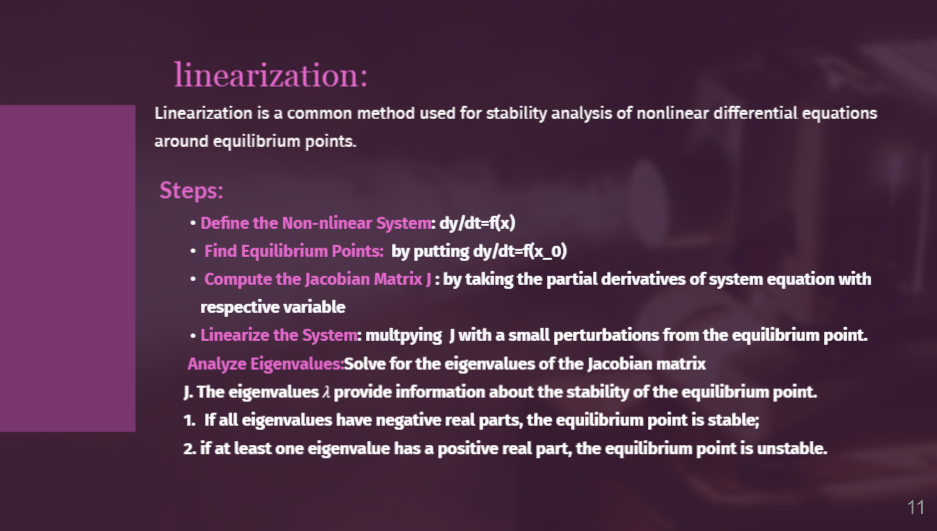 linearization:
Linearization is a common method used for stability analysis of nonlinear differential equations
around equilibrium points.
Steps:
• Define the Non-nlinear System: dy/dt=f(x)
• Find Equilibrium Points: by putting dy/dt=f(x_0)
• Compute the Jacobian Matrix J : by taking the partial derivatives of system equation with
respective variable
• Linearize the System: multpying J with a small perturbations from the equilibrium point.
Analyze Eigenvalues:Solve for the eigenvalues of the Jacobian matrix
J. The eigenvalues λ provide information about the stability of the equilibrium point.
1. If all eigenvalues have negative real parts, the equilibrium point is stable;
2. if at least one eigenvalue has a positive real part, the equilibrium point is unstable.
11